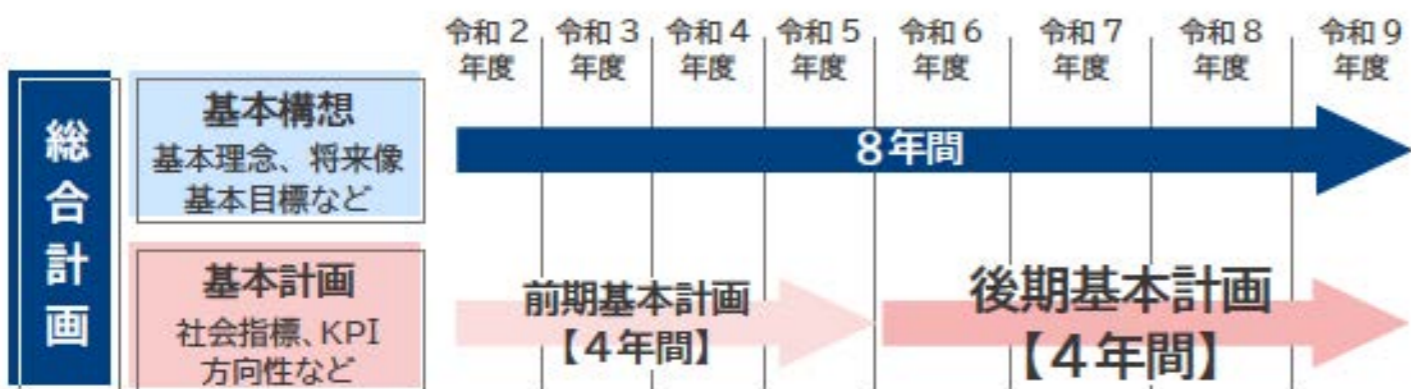 令和２年度
令和３年度
令和４年度
令和５年度
令和６年度
令和７年度
令和８年度
令和９年度
総合計画
基本構想
基本理念、将来像
基本目標など
８年間
基本計画
社会指標、KPI
方向性など
前期基本計画
【４年間】
後期基本計画
【４年間】